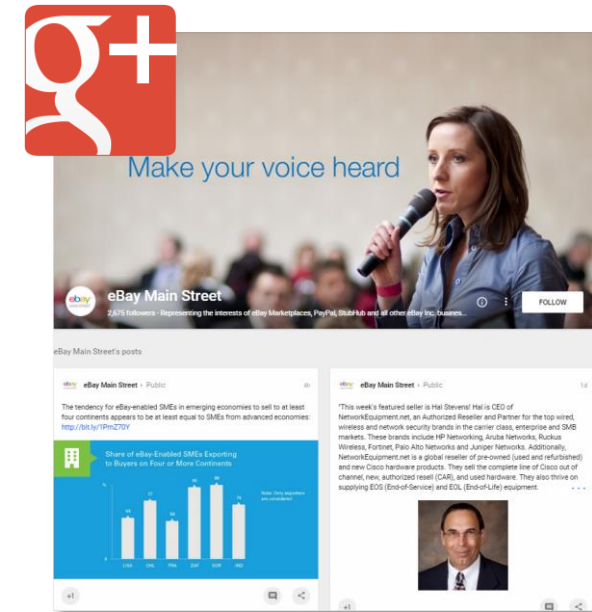 g+
Make your voice heard
ebay
eBay Main Street
2,675 followers - Representing the interests of eBay Marketplaces, PayPal, StubHub and all other eBay Inc. busines...
FOLLOW
eBay Main Street's posts
eBay Main Street › Public
The tendency for eBay-enabled SMEs in emerging economies to sell to at least
four continents appears to be at least equal to SMEs from advanced economies:
http://bit.ly/1PmZ70Y
Share of eBay-Enabled SMEs Exporting
to Buyers on Four or More Continents
Note: Only exporters
are considered
%
0
USA
CHL
ZAF
KOR
IND
+1
eBay Main Street › Public
1d
"This week's featured seller is Hal Stevens! Hal is CEO of
NetworkEquipment.net, an Authorized Reseller and Partner for the top wired,
wireless and network security brands in the carrier class, enterprise and SMB
markets. These brands include HP Networking, Aruba Networks, Ruckus
Wireless, Fortinet, Palo Alto Networks and Juniper Networks. Additionally,
NetworkEquipment.net is a global reseller of pre-owned (used and refurbished)
and new Cisco hardware products. They sell the complete line of Cisco out of
channel, new, authorized resell (CAR), and used hardware. They also thrive on
supplying EOS (End-of-Service) and EOL (End-of-Life) equipment.
+1